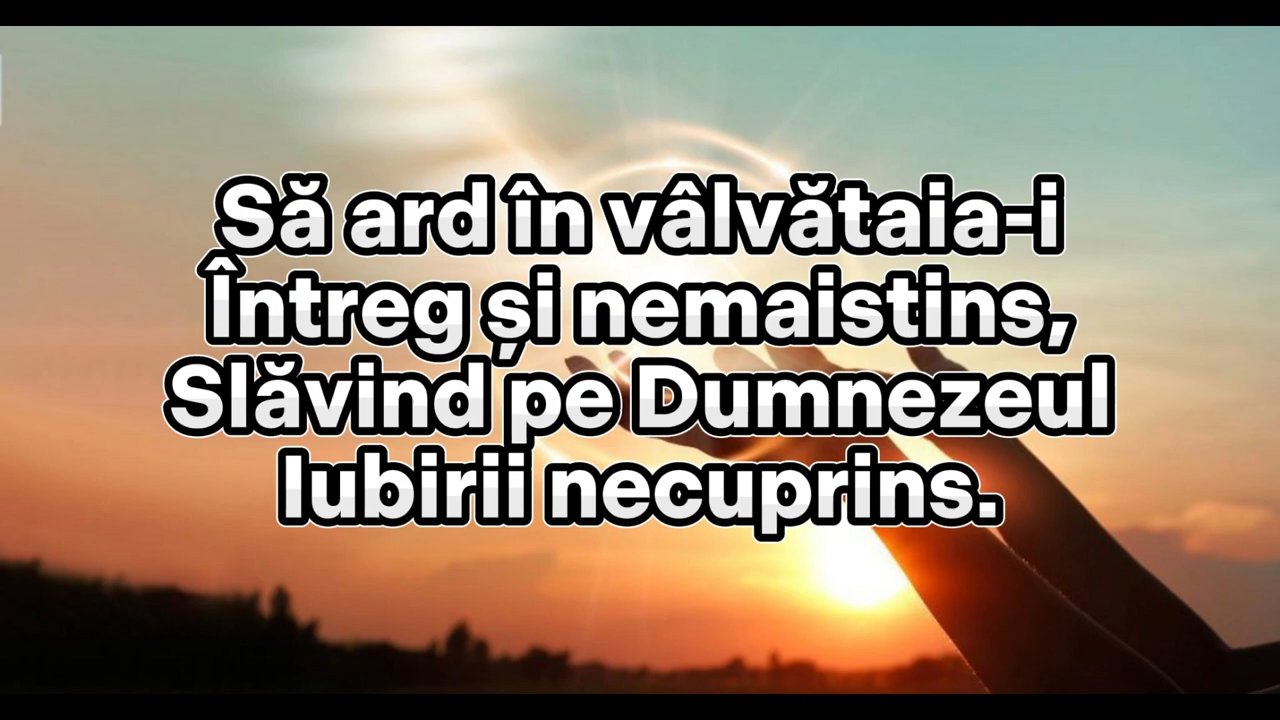 Să ard în vâlvătaia-i
Întreg și nemaistins,
Slăvind pe Dumnezeul
Iubirii necuprins.